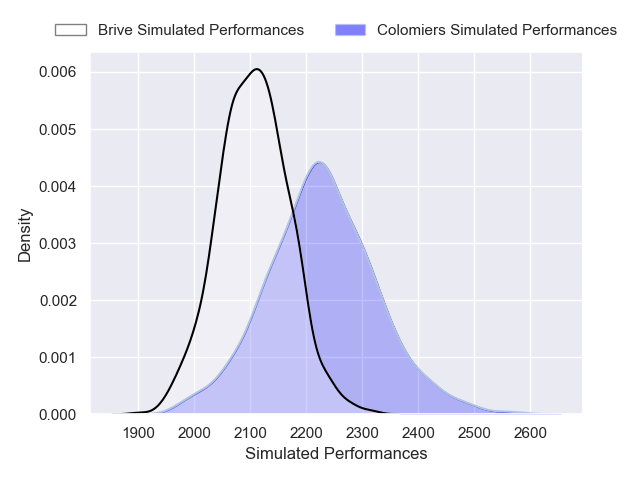 Brive Simulated Performances Colomiers Simulated Performances
0.006
0.005
0.004
0.003
0.002
0.001
0.000
Density
1900 2000 2100 2200 2300 2400 2500 2600
Simulated Performances